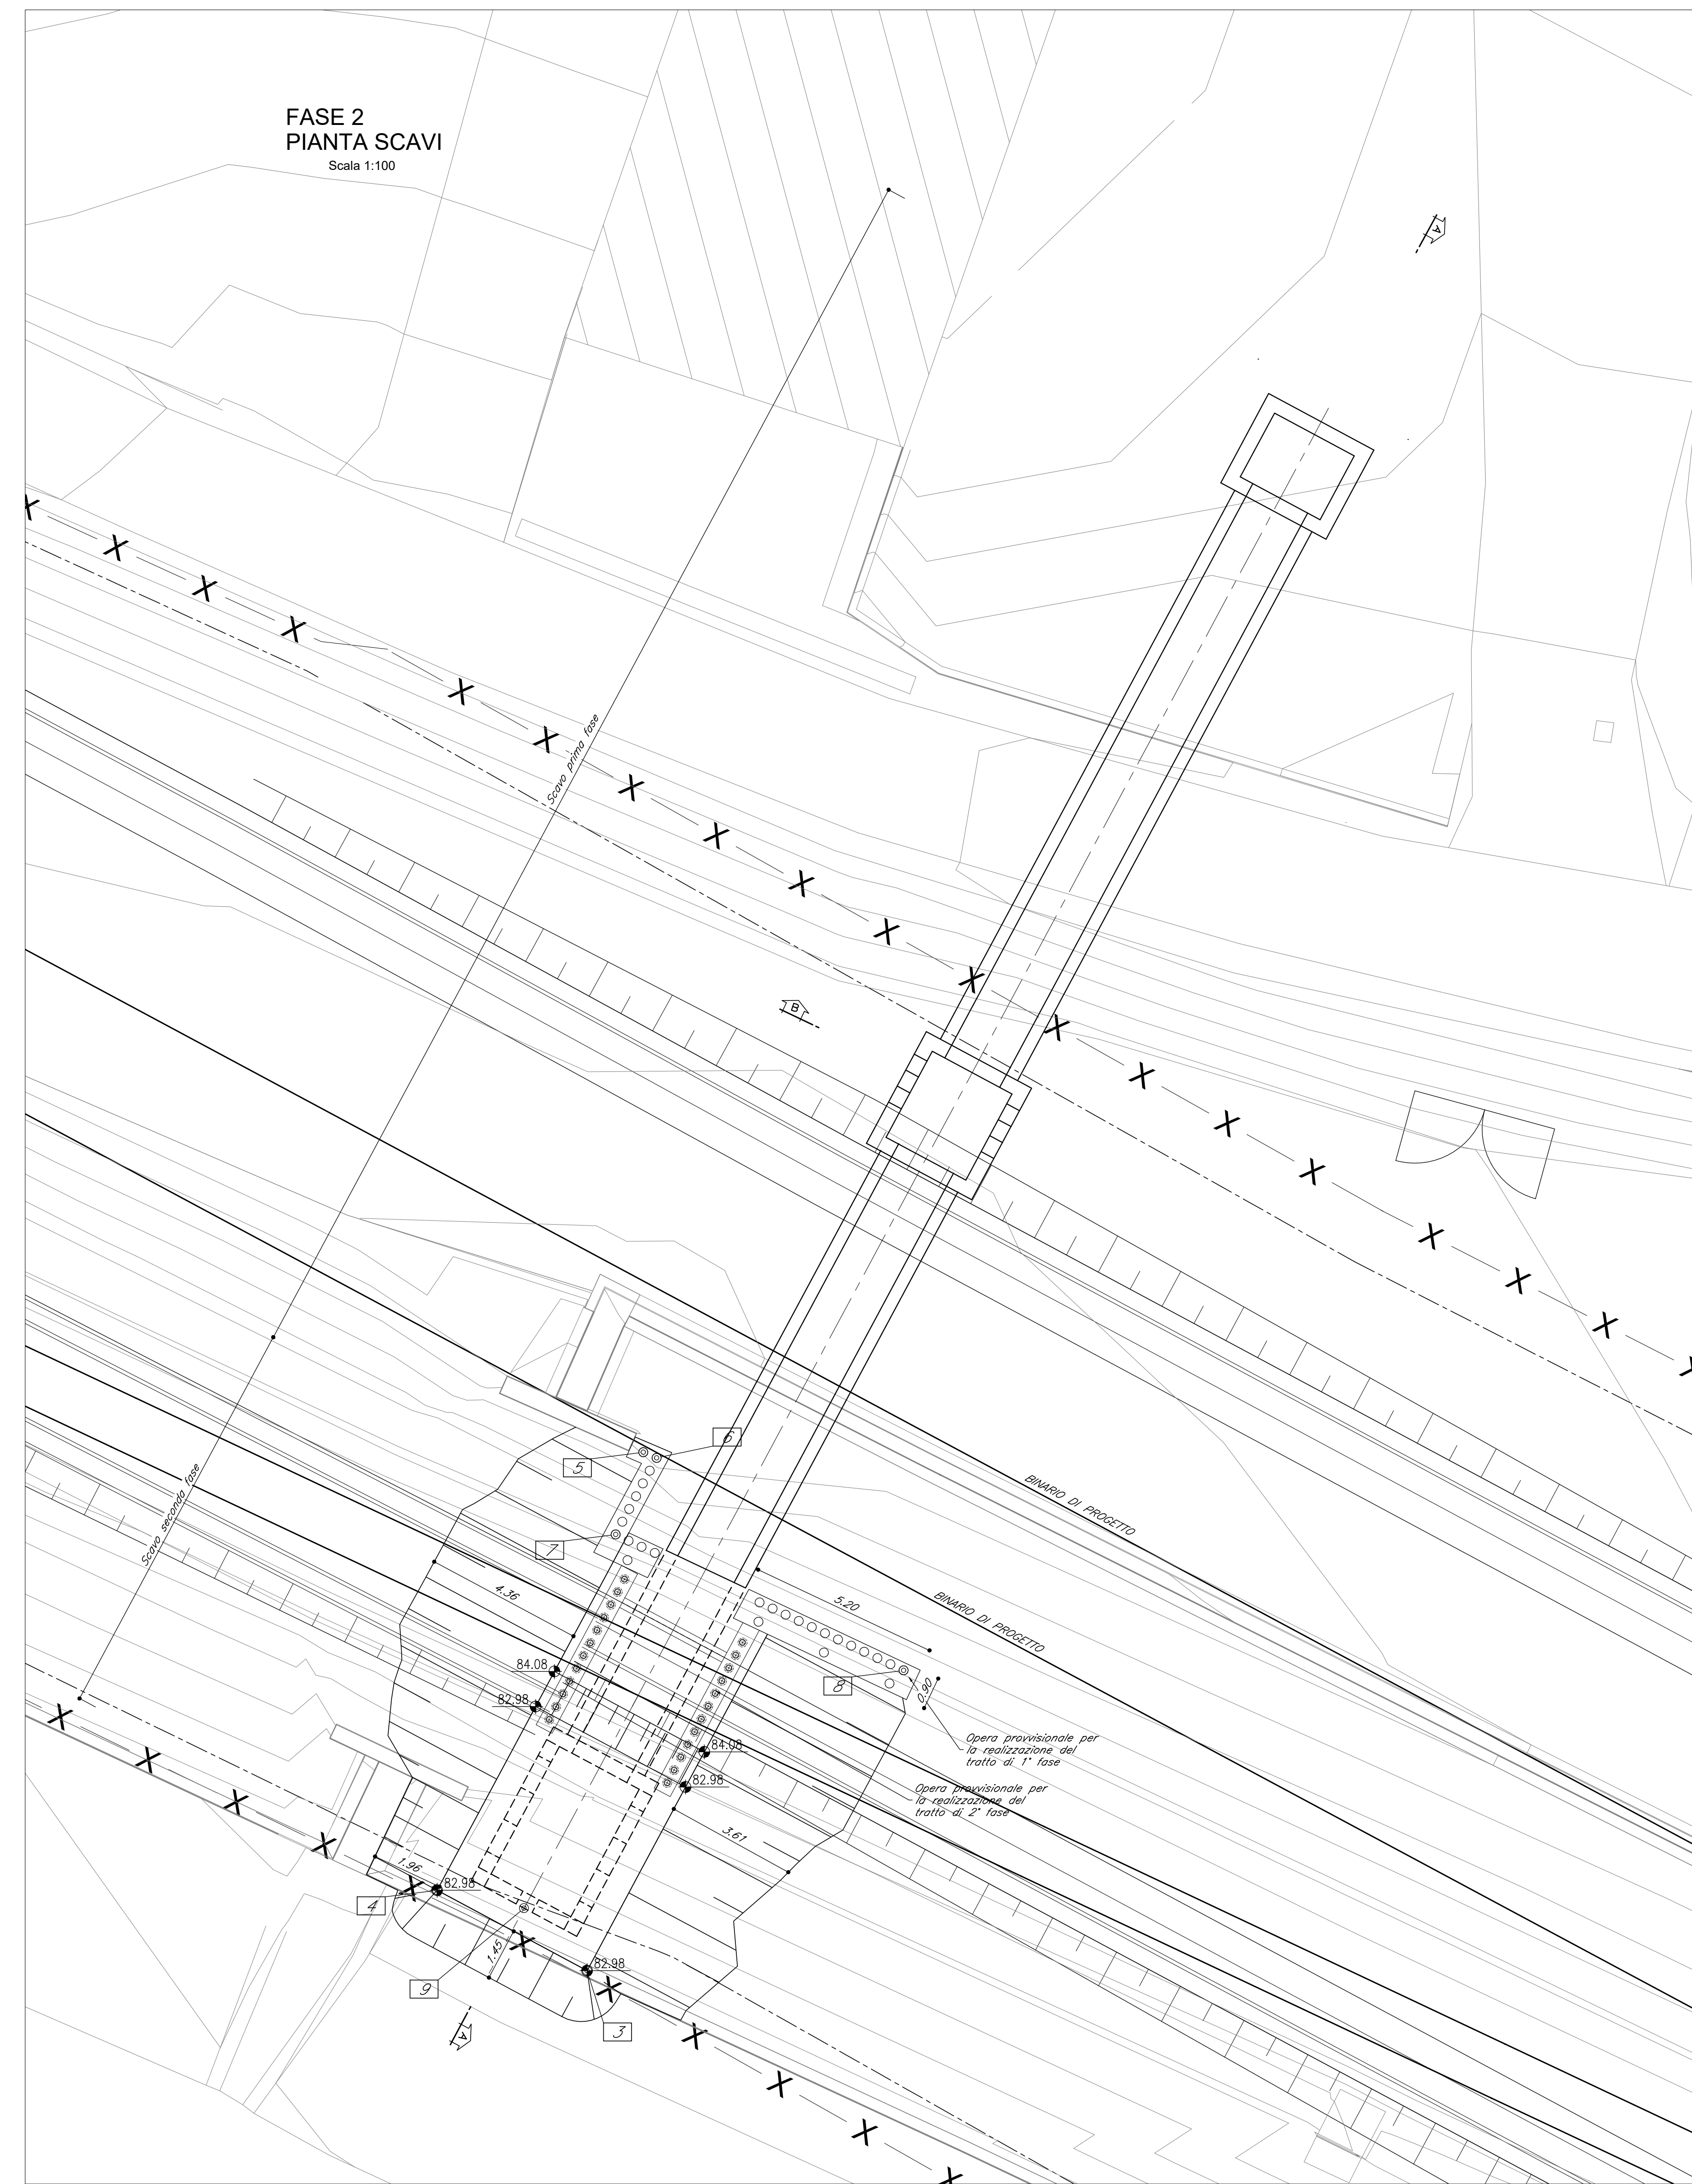 FASE 2
PIANTA SCAVI
Scala 1:100
A
Scavo prima fase
B
6
5
BINARIO DI PROGETTO
Scavo seconda fase
7
4.36
5.20
BINARIO DI PROGETTO
84.08
8
0.90
82.98
Opera provvisionale per
la realizzazione del
tratto di 1° fase
84.08
82.98
Opera provvisionale per
la realizzazione del
tratto di 2° fase
3.61
1.96
82.98
4
1.45
82.98
9
3
A